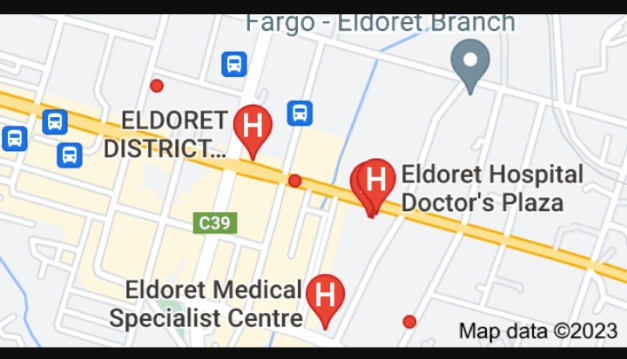 Fargo - Eldoret Branch
ELDORET
DISTRICT...
H
H
Eldoret Hospital
Doctor's Plaza
C39
Eldoret Medical
Specialist Centre
H
Map data ©2023